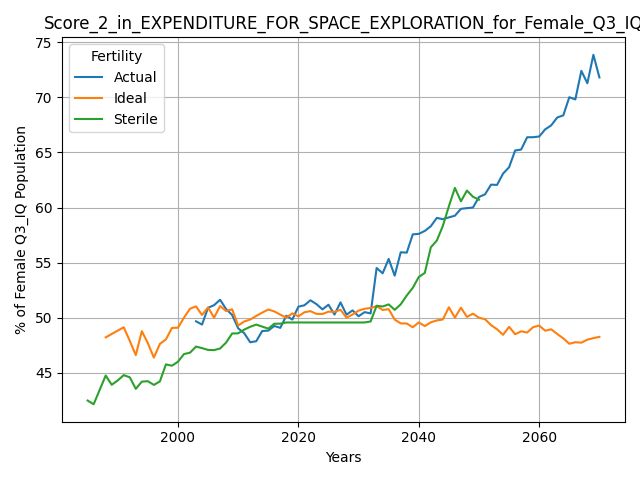 Score_2_in_EXPENDITURE_FOR_SPACE_EXPLORATION_for_Female_Q3_IQ
75
70
65
60
55
50
45
% of Female Q3_IQ Population
Fertility
Actual
Ideal
Sterile
2000 2020 2040 2060
Years